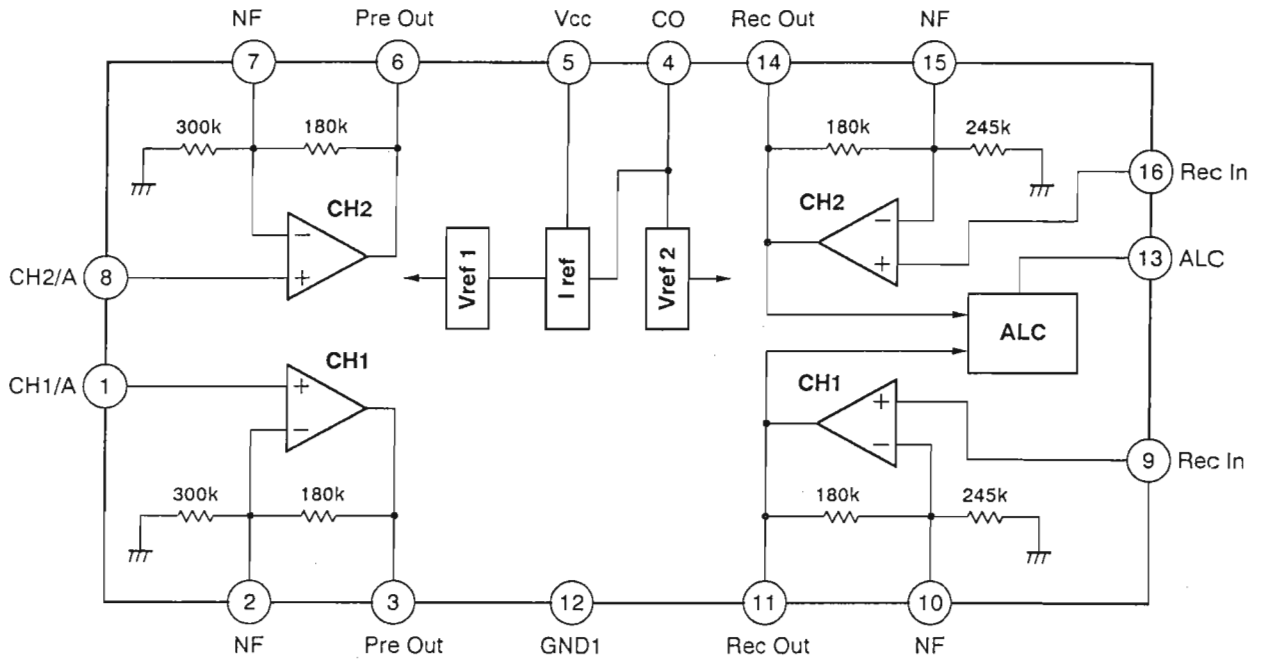 NF
Pre Out
Vcc
CO
Rec Out
NF
7
6
5
4
14
15
300k
180k
180k
245k
16
Rec In
CH2
CH2
−
+
−
+
CH2/A
8
Vref 1
I ref
Vref 2
13
ALC
ALC
CH1/A
1
CH1
CH1
+
−
+
−
9
Rec In
300k
180k
180k
245k
2
3
12
11
10
NF
Pre Out
GND1
Rec Out
NF